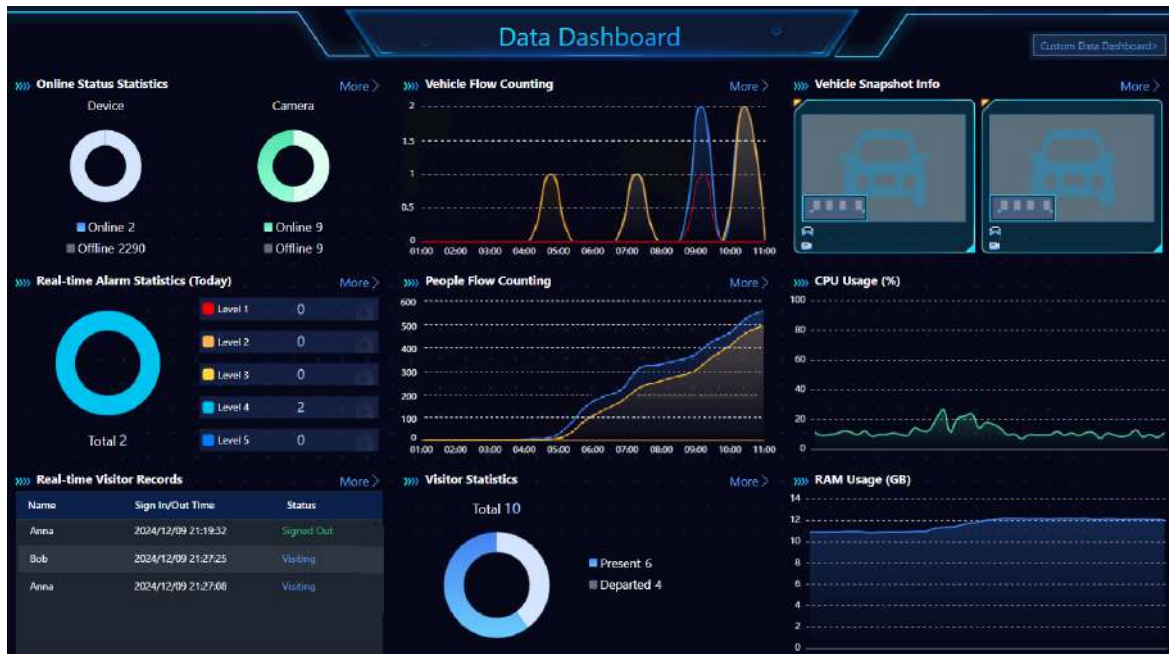 Data Dashboard
Custom Data Dashboard>
Online Status Statistics
More >
Device
Camera
Online 2
Offline 2290
Online 9
Offline 9
Vehicle Flow Counting
More >
2
1.5
1
0.5
0
01:00 02:00 03:00 04:00 05:00 06:00 07:00 08:00 09:00 10:00 11:00
Vehicle Snapshot Info
More >
Real-time Alarm Statistics (Today)
More >
Level 1 0
Level 2 0
Level 3 0
Level 4 2
Level 5 0
Total 2
People Flow Counting
More >
600
500
400
300
200
100
0
01:00 02:00 03:00 04:00 05:00 06:00 07:00 08:00 09:00 10:00 11:00
CPU Usage (%)
100
80
60
40
20
0
Real-time Visitor Records
More >
Name Sign In/Out Time Status
Anna 2024/12/09 21:19:32 Signed Out
Bob 2024/12/09 21:27:25 Visiting
Anna 2024/12/09 21:27:08 Visiting
Visitor Statistics
More >
Total 10
Present 6
Departed 4
RAM Usage (GB)
14
12
10
8
6
4
2
0